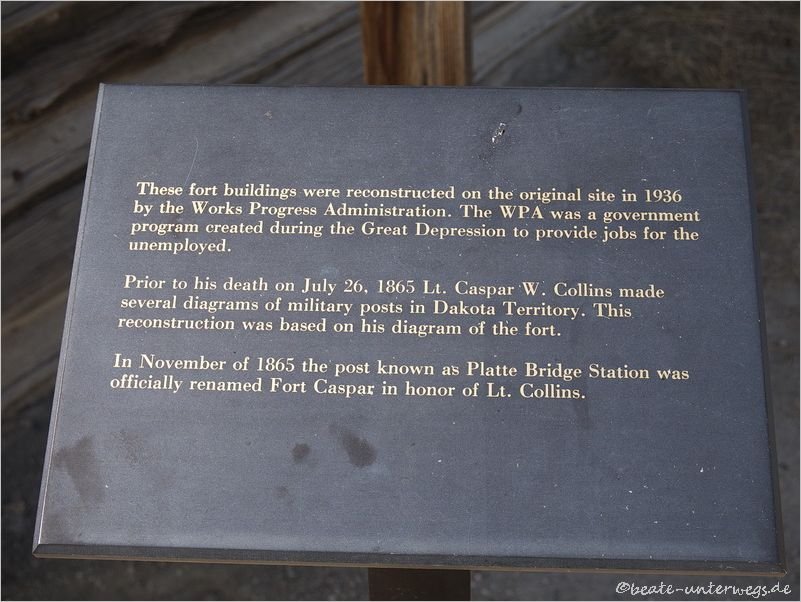 These fort buildings were reconstructed on the original site in 1936
by the Works Progress Administration. The WPA was a government
program created during the Great Depression to provide jobs for the
unemployed.
Prior to his death on July 26, 1865 Lt. Caspar W. Collins made
several diagrams of military posts in Dakota Territory. This
reconstruction was based on his diagram of the fort.
In November of 1865 the post known as Platte Bridge Station was
officially renamed Fort Caspar in honor of Lt. Collins.
©beate-unterwegs.de